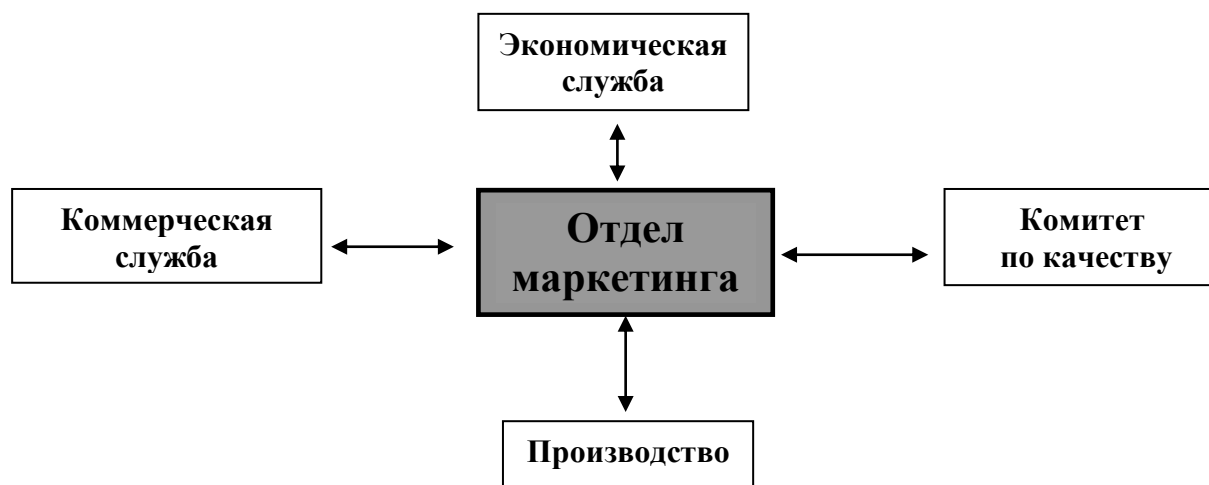 Экономическая
служба
Коммерческая
служба
Отдел
маркетинга
Комитет
по качеству
Производство